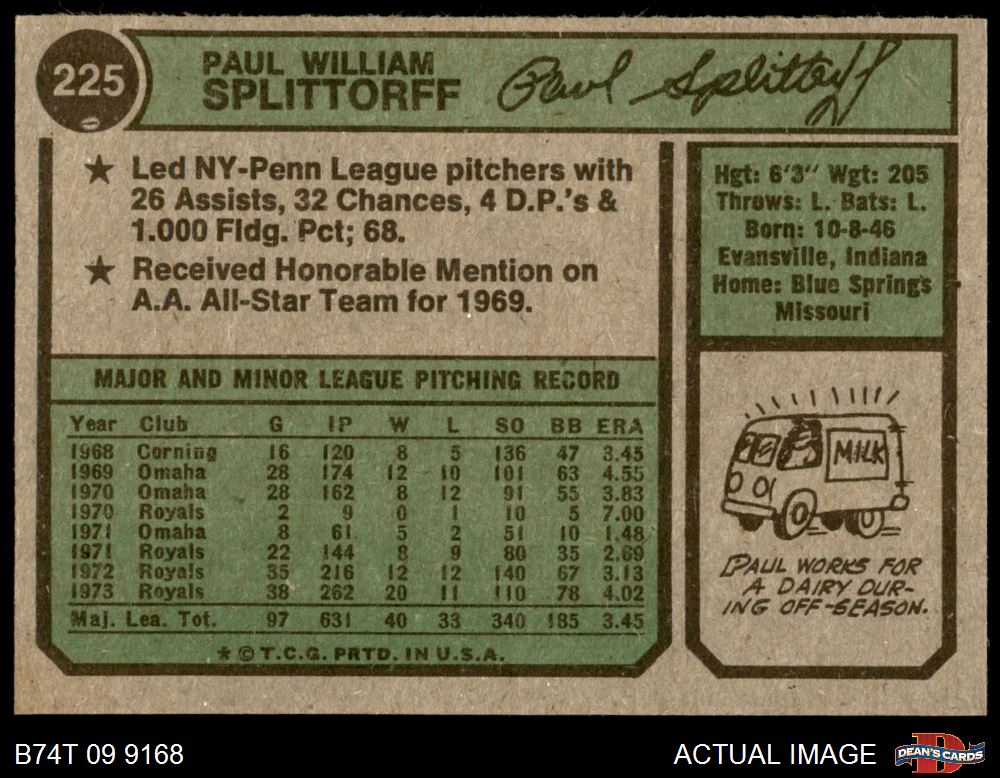 225
PAUL WILLIAM
SPLITTORFF
Paul Splittorff
★ Led NY-Penn League pitchers with
26 Assists, 32 Chances, 4 D.P.'s &
1.000 Fldg. Pct; 68.
★ Received Honorable Mention on
A.A. All-Star Team for 1969.
Hgt: 6'3" Wgt: 205
Throws: L. Bats: L.
Born: 10-8-46
Evansville, Indiana
Home: Blue Springs
Missouri
MAJOR AND MINOR LEAGUE PITCHING RECORD
Year Club G IP W L SO BB ERA
1968 Corning 16 120 8 5 136 47 3.45
1969 Omaha 28 174 12 10 101 63 4.55
1970 Omaha 28 162 8 12 91 55 3.83
1970 Royals 2 9 0 1 10 5 7.00
1971 Omaha 8 61 5 2 51 10 1.48
1971 Royals 22 144 8 9 80 35 2.69
1972 Royals 35 216 12 12 140 67 3.13
1973 Royals 38 262 20 11 110 78 4.02
Maj. Lea. Tot. 97 631 40 33 340 185 3.45
★ © T.C.G. PRTD. IN U.S.A.
MILK
PAUL WORKS FOR
A DAIRY DUR-
ING OFF-SEASON.
B74T 09 9168
ACTUAL IMAGE
DEAN'S CARDS